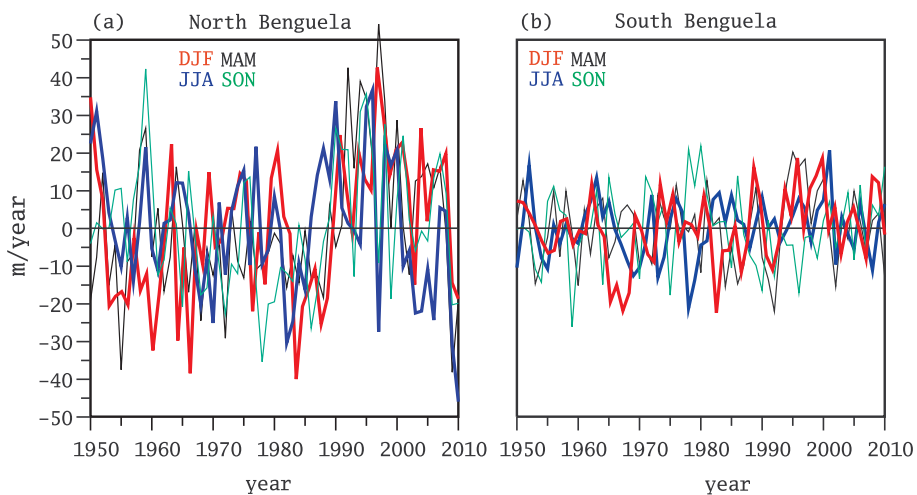 (a) North Benguela
DJF MAM
JJA SON
50
40
30
20
10
0
−10
−20
−30
−40
−50
m/year
1950 1960 1970 1980 1990 2000 2010
year
(b) South Benguela
DJF MAM
JJA SON
1950 1960 1970 1980 1990 2000 2010
year